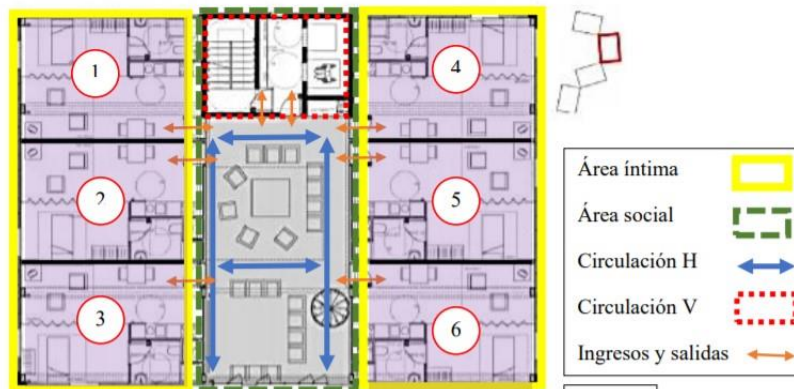 1
2
3
4
5
6
Área íntima
Área social
Circulación H
Circulación V
Ingresos y salidas